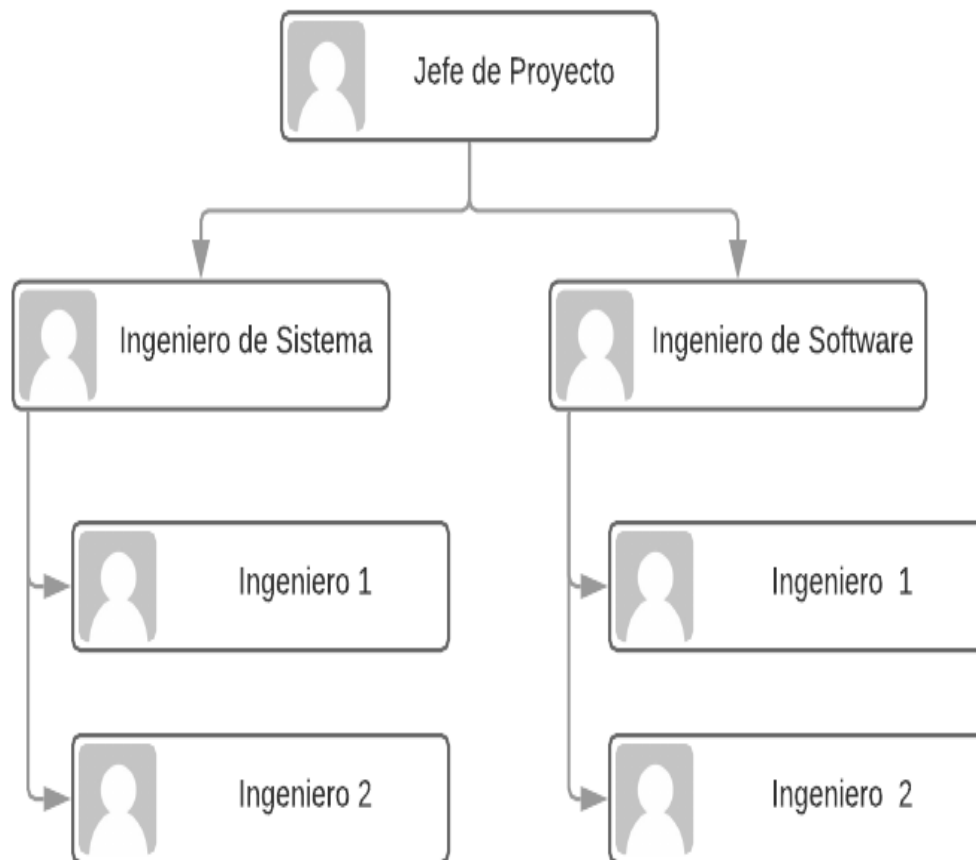 Jefe de Proyecto
Ingeniero de Sistema
Ingeniero de Software
Ingeniero 1
Ingeniero 1
Ingeniero 2
Ingeniero 2